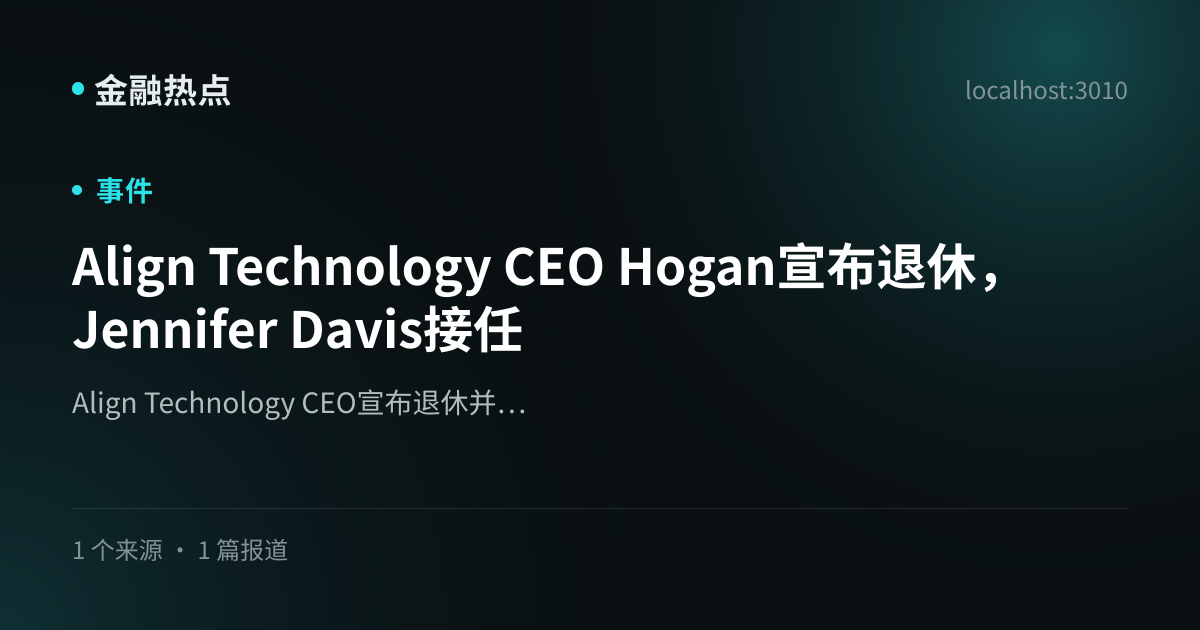 金融热点
localhost:3010
事件
Align Technology CEO Hogan宣布退休，
Jennifer Davis接任
Align Technology CEO宣布退休并…
1 个来源 · 1 篇报道